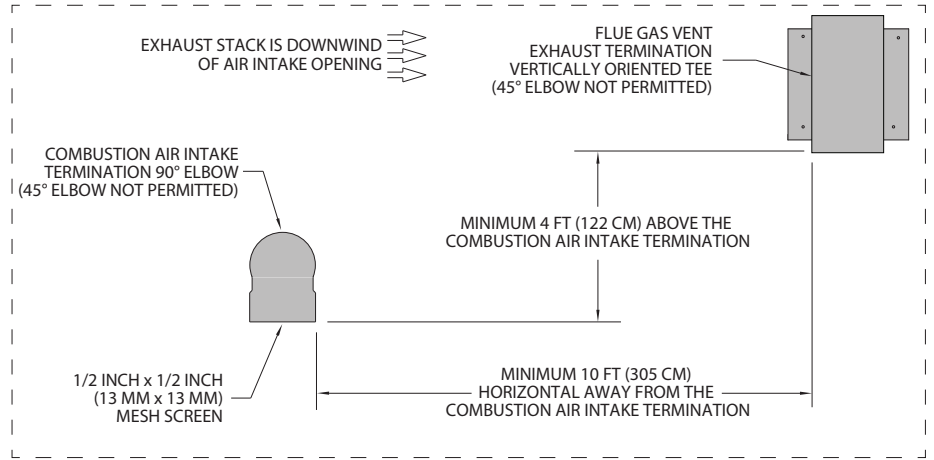 EXHAUST STACK IS DOWNWIND
OF AIR INTAKE OPENING
FLUE GAS VENT
EXHAUST TERMINATION
VERTICALLY ORIENTED TEE
(45° ELBOW NOT PERMITTED)
COMBUSTION AIR INTAKE
TERMINATION 90° ELBOW
(45° ELBOW NOT PERMITTED)
MINIMUM 4 FT (122 CM) ABOVE THE
COMBUSTION AIR INTAKE TERMINATION
1/2 INCH x 1/2 INCH
(13 MM x 13 MM)
MESH SCREEN
MINIMUM 10 FT (305 CM)
HORIZONTAL AWAY FROM THE
COMBUSTION AIR INTAKE TERMINATION